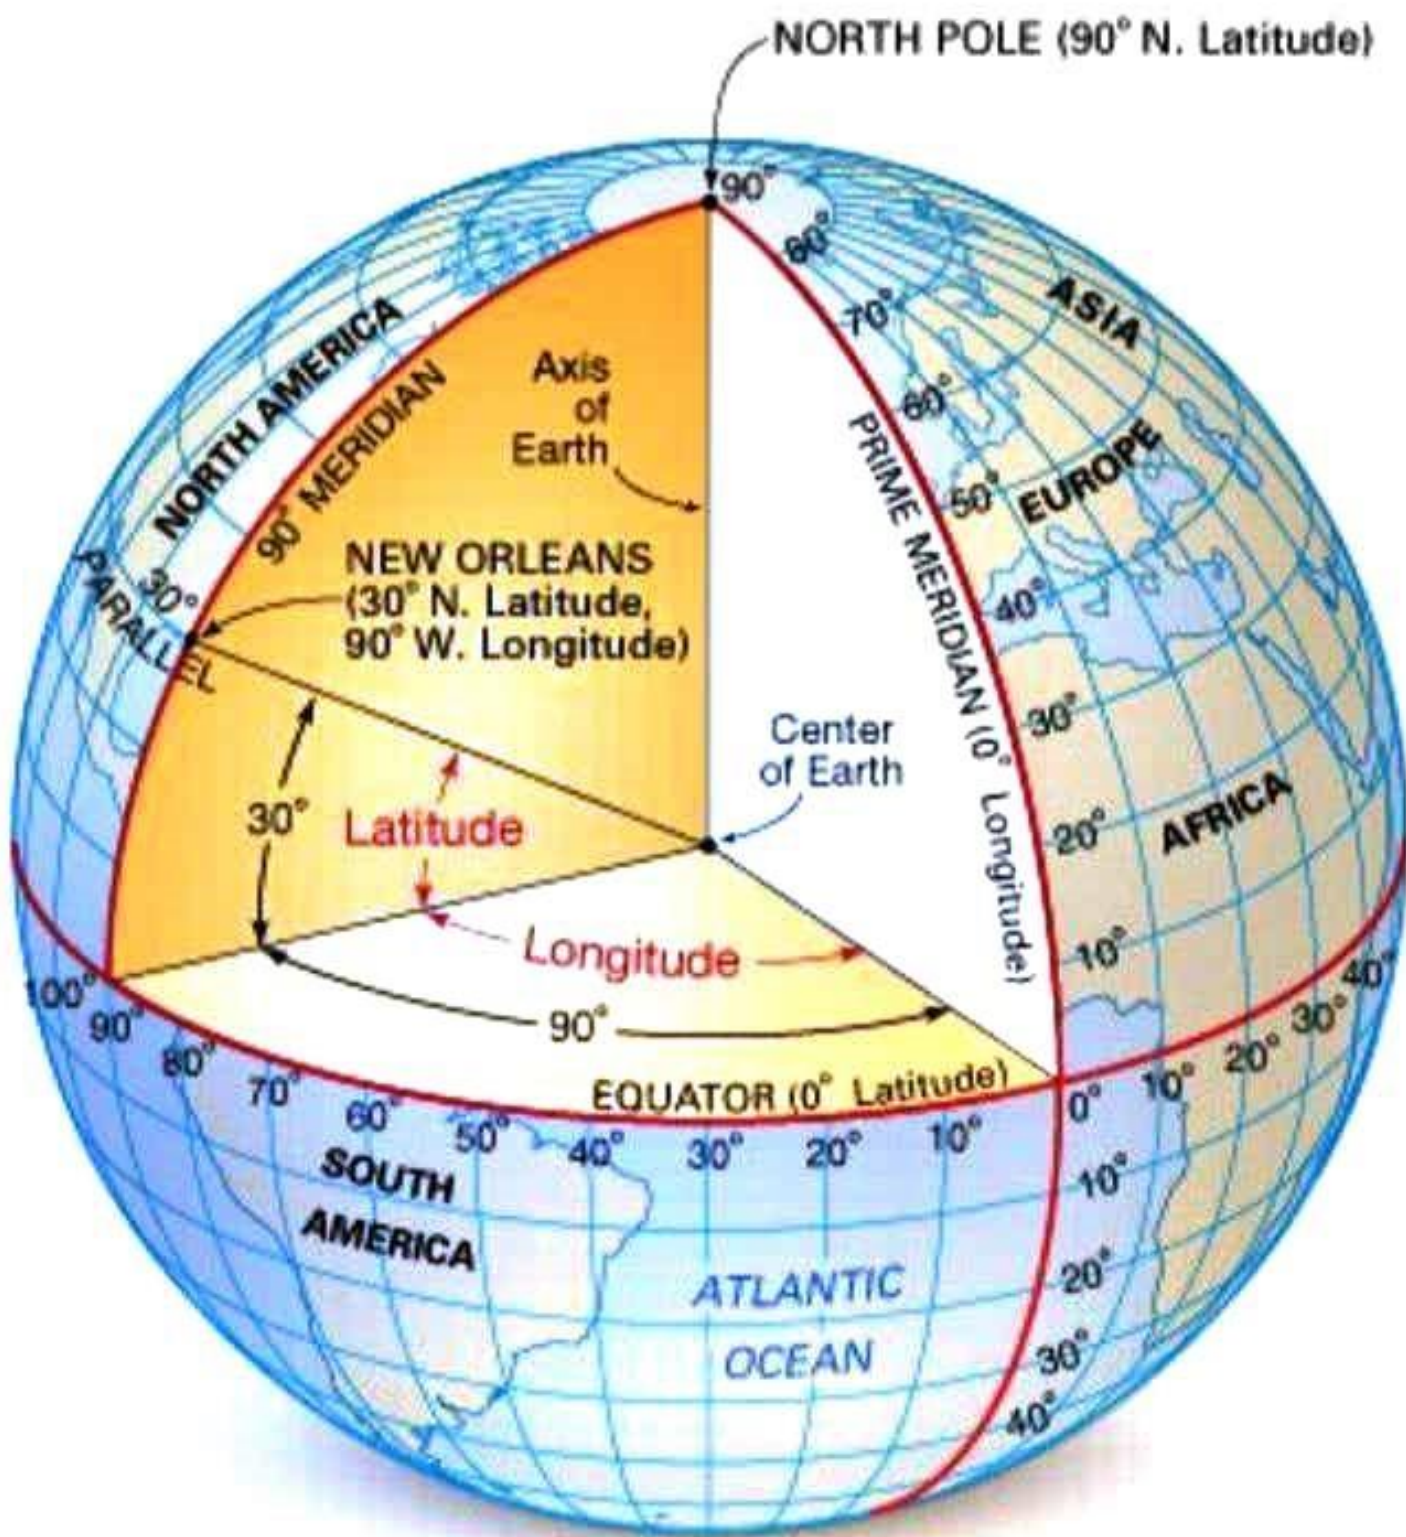 NORTH POLE (90° N. Latitude)
90°
80°
70°
60°
50°
40°
30°
20°
10°
ASIA
EUROPE
AFRICA
NORTH AMERICA
90° MERIDIAN
Axis
of
Earth
PRIME MERIDIAN (0° Longitude)
NEW ORLEANS
(30° N. Latitude,
90° W. Longitude)
30°
PARALLEL
Center
of Earth
30°
Latitude
Longitude
90°
EQUATOR (0° Latitude)
100°
90°
80°
70°
60°
50°
40°
30°
20°
10°
0°
10°
20°
30°
40°
10°
20°
30°
40°
SOUTH
AMERICA
ATLANTIC
OCEAN